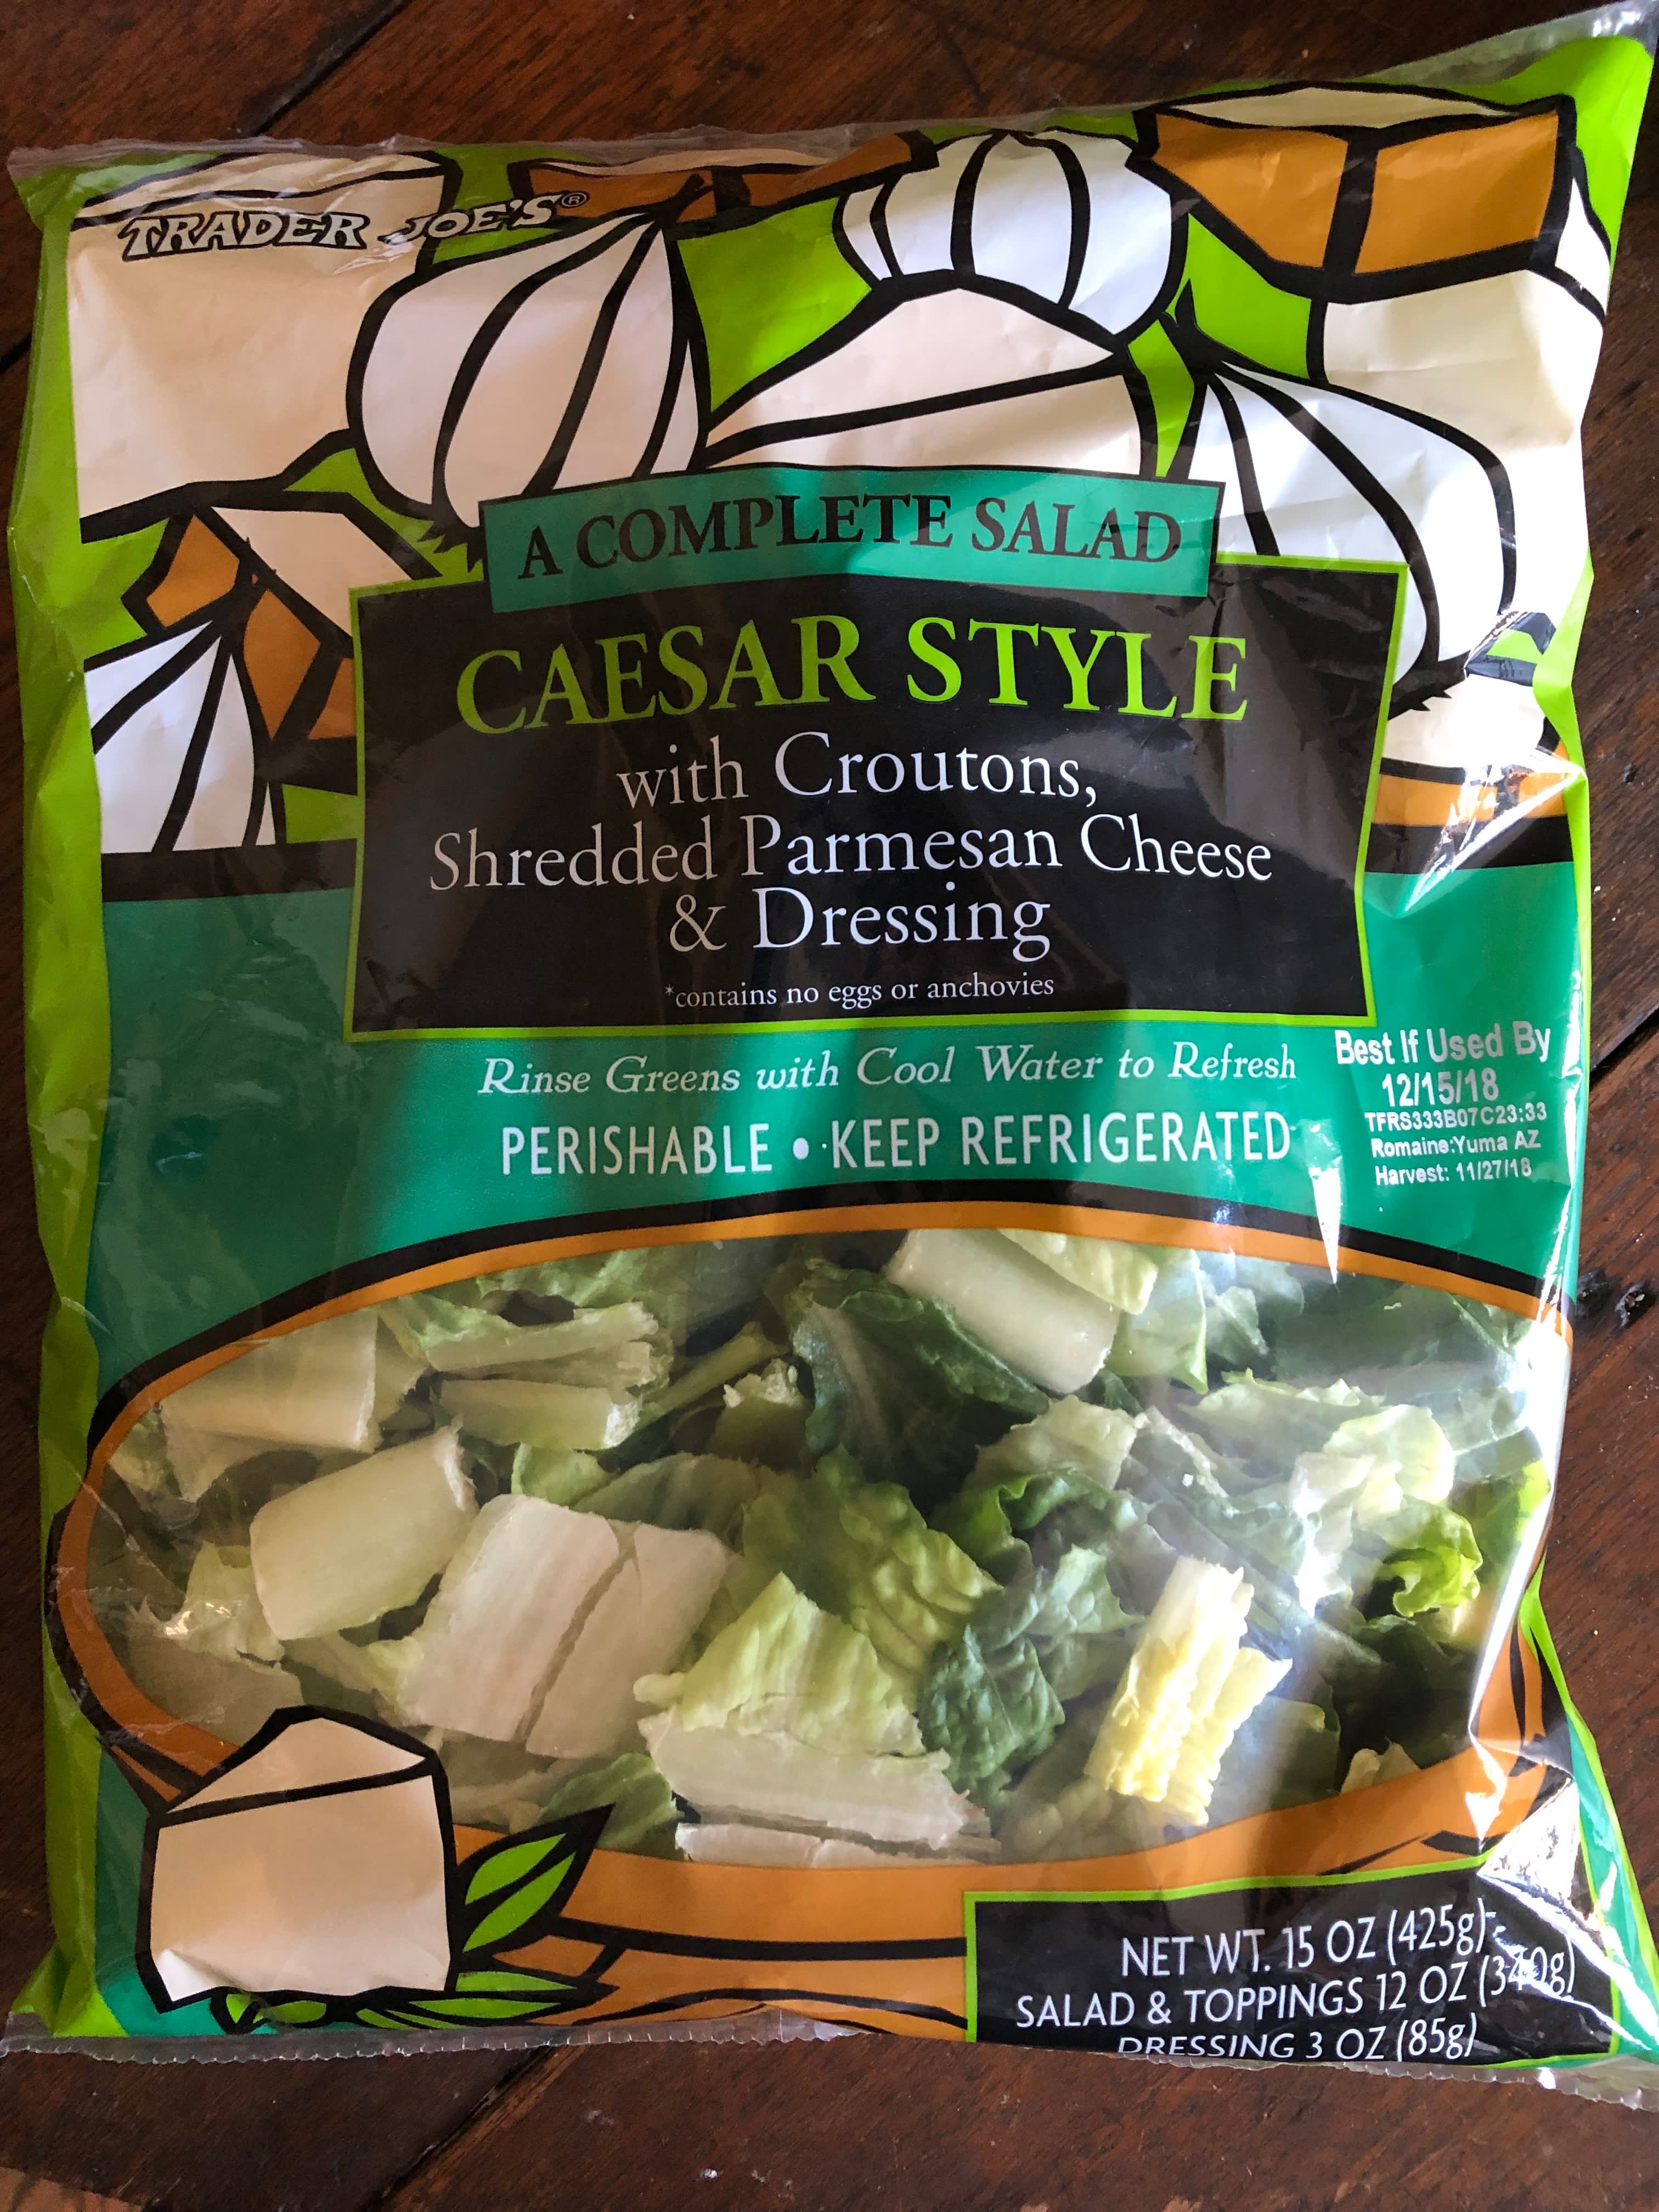 TRADER JOE'S®
A COMPLETE SALAD
CAESAR STYLE
with Croutons,
Shredded Parmesan Cheese
& Dressing
*contains no eggs or anchovies
Rinse Greens with Cool Water to Refresh
PERISHABLE • KEEP REFRIGERATED
Best If Used By
12/15/18
TFRS333B07C23:33
Romaine:Yuma AZ
Harvest: 11/27/18
NET WT. 15 OZ (425g)-
SALAD & TOPPINGS 12 OZ (340g)
DRESSING 3 OZ (85g)